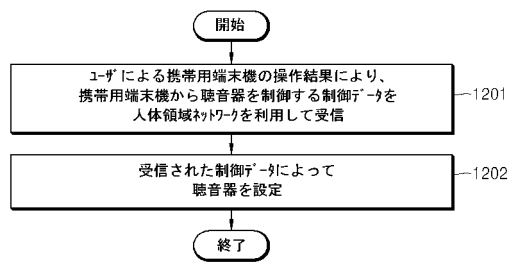 開始
ﾕｰｻﾞによる携帯用端末機の操作結果により、
携帯用端末機から聴音器を制御する制御ﾃﾞｰﾀを
人体領域ﾈｯﾄﾜｰｸを利用して受信
1201
受信された制御ﾃﾞｰﾀによって
聴音器を設定
1202
終了